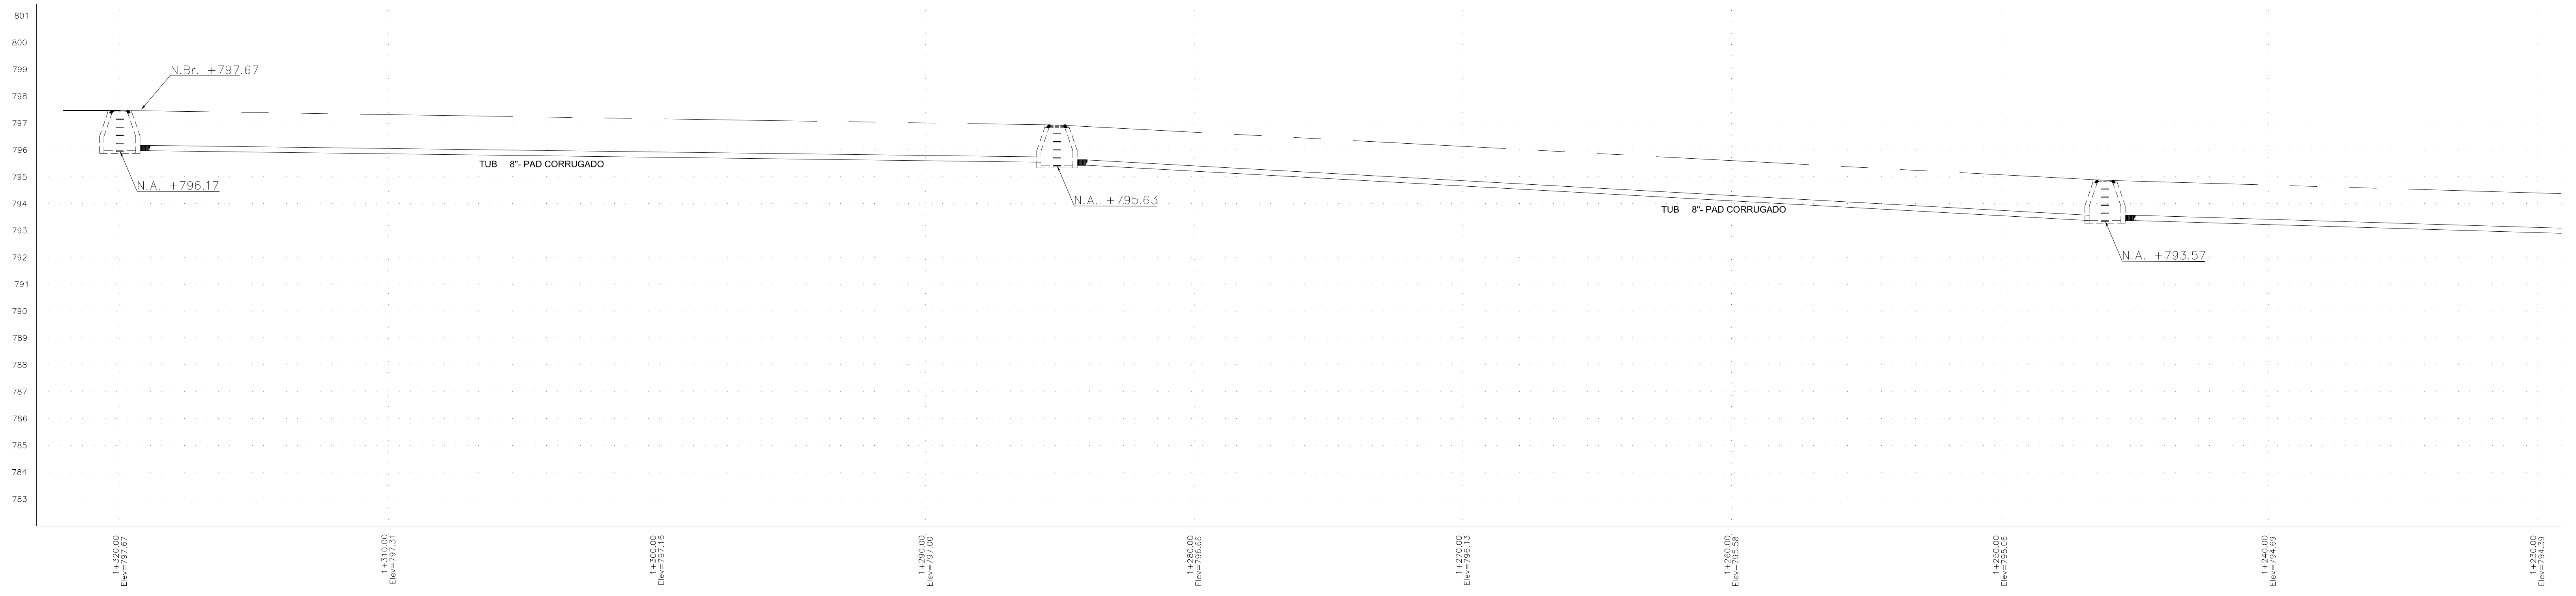 801
800
799
798
797
796
795
794
793
792
791
790
789
788
787
786
785
784
783
N.Br. +797.67
N.A. +796.17
TUB 8"- PAD CORRUGADO
N.A. +795.63
TUB 8"- PAD CORRUGADO
N.A. +793.57
1+320.00
Elev=797.67
1+310.00
Elev=797.31
1+300.00
Elev=797.16
1+290.00
Elev=797.00
1+280.00
Elev=796.66
1+270.00
Elev=796.13
1+260.00
Elev=795.58
1+250.00
Elev=795.06
1+240.00
Elev=794.69
1+230.00
Elev=794.39